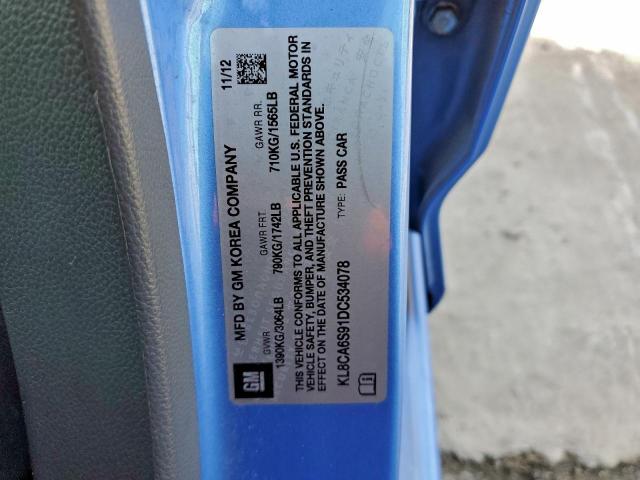 MFD BY GM KOREA COMPANY 11/12
GVWR GAWR FRT. GAWR RR.
1390KG/3064LB 790KG/1742LB 710KG/1565LB
THIS VEHICLE CONFORMS TO ALL APPLICABLE U.S. FEDERAL MOTOR
VEHICLE SAFETY, BUMPER, AND THEFT PREVENTION STANDARDS IN
EFFECT ON THE DATE OF MANUFACTURE SHOWN ABOVE.
KL8CA6S91DC534078 TYPE: PASS CAR
GM